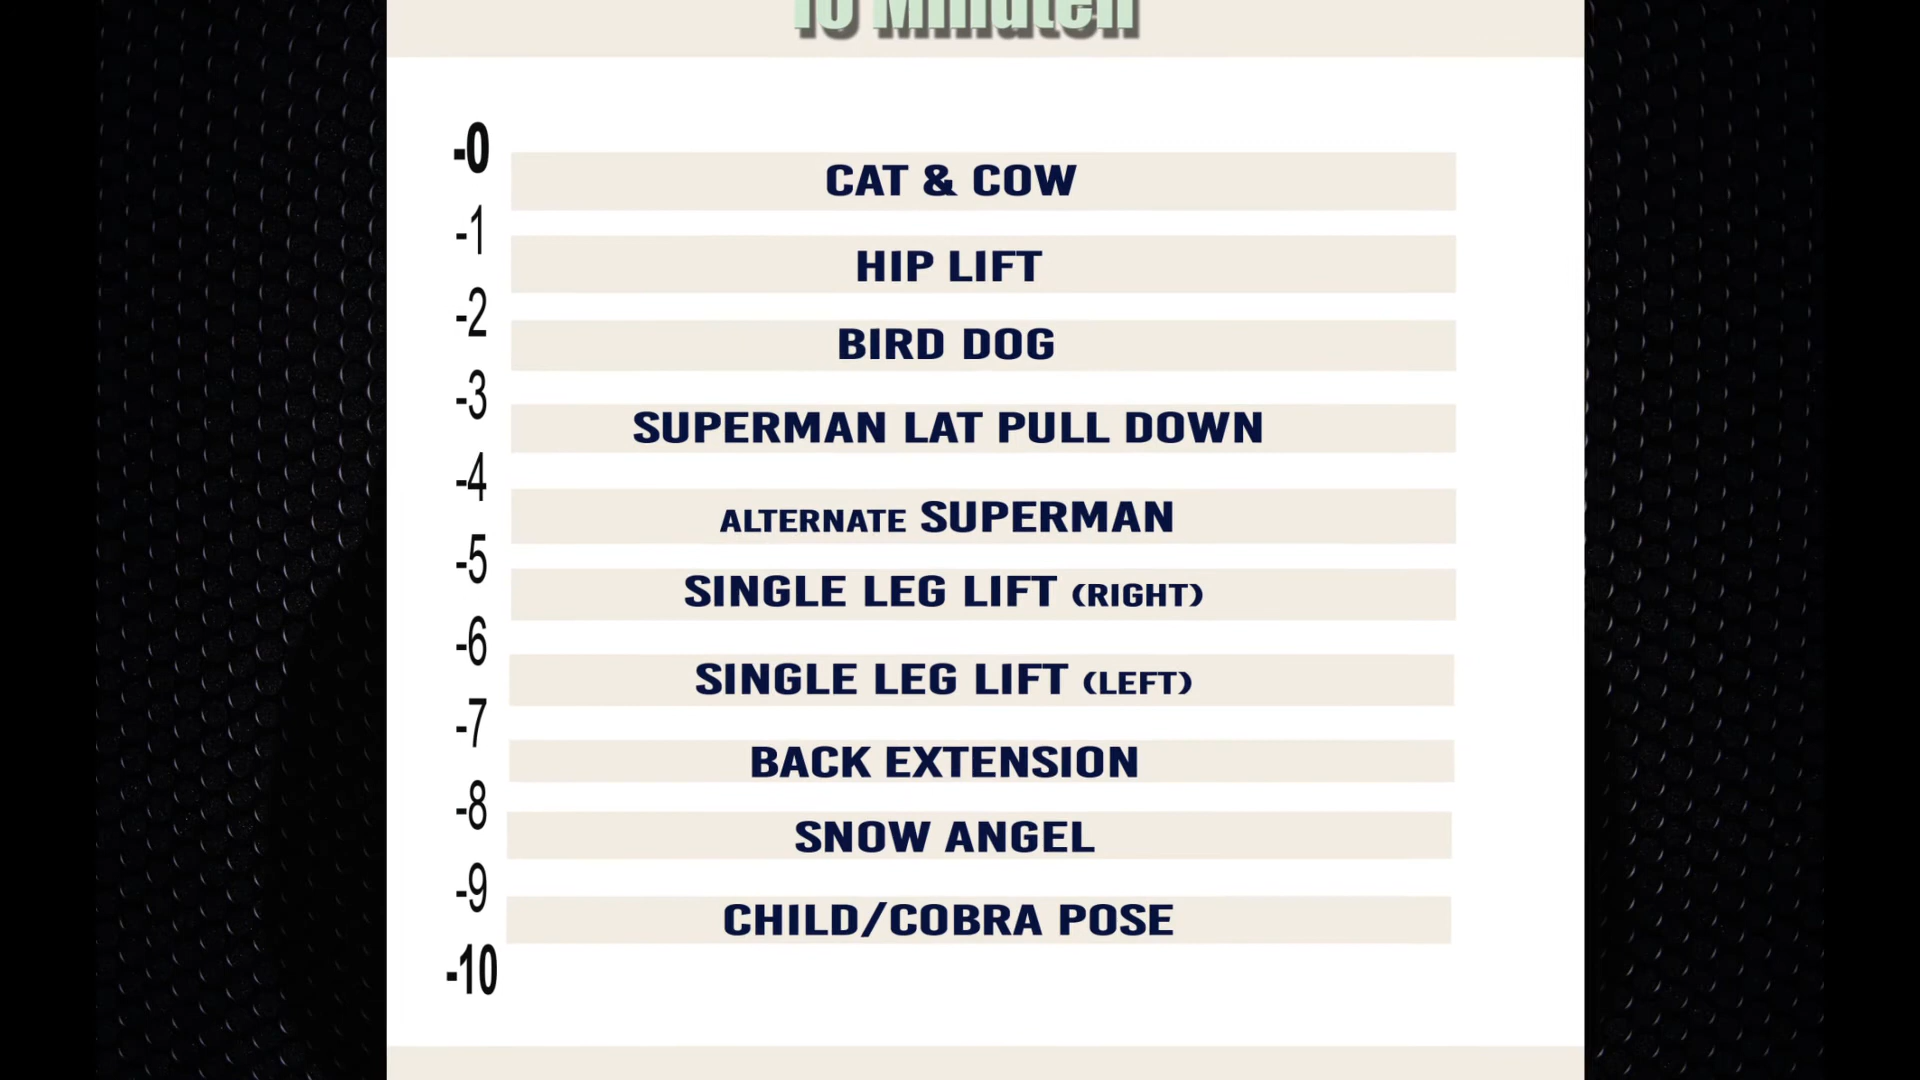 10 Minuten
-0
CAT & COW
-1
HIP LIFT
-2
BIRD DOG
-3
SUPERMAN LAT PULL DOWN
-4
ALTERNATE SUPERMAN
-5
SINGLE LEG LIFT (RIGHT)
-6
SINGLE LEG LIFT (LEFT)
-7
BACK EXTENSION
-8
SNOW ANGEL
-9
CHILD/COBRA POSE
-10